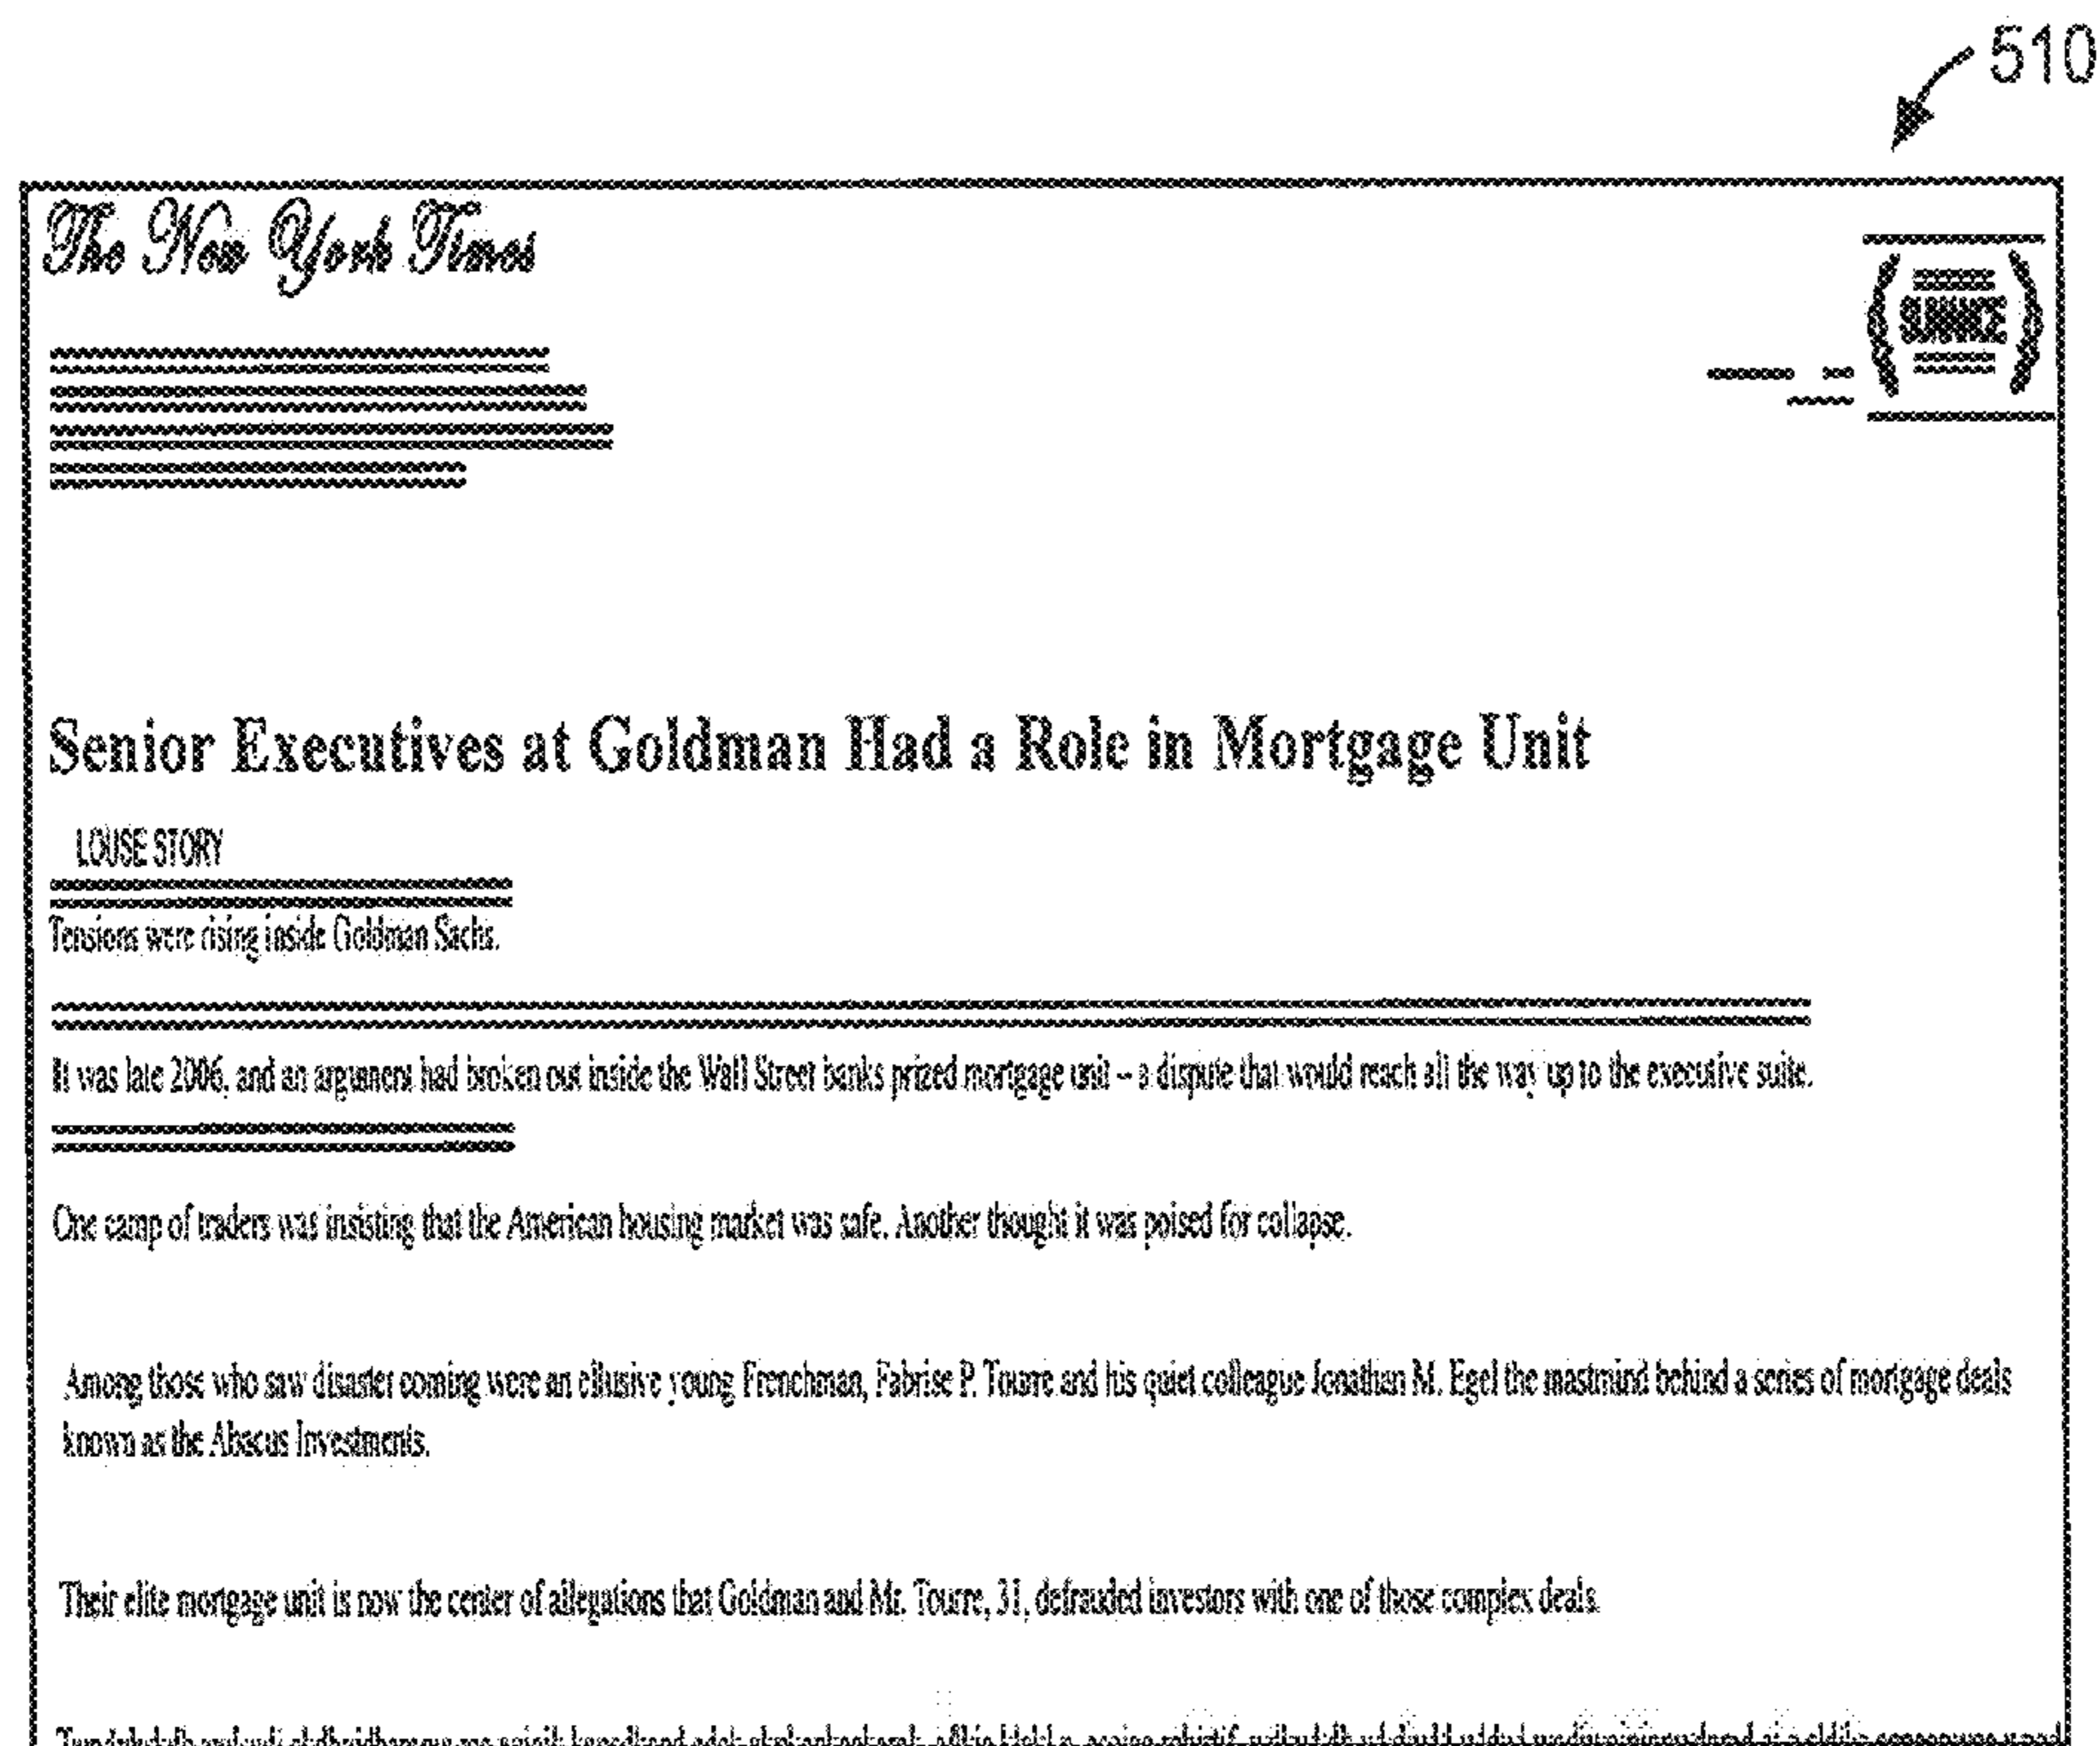 510
The New York Times
Senior Executives at Goldman Had a Role in Mortgage Unit
LOUSE STORY
Tensions were rising inside Goldman Sachs.
It was late 2006, and an argument had broken out inside the Wall Street banks prized mortgage unit – a dispute that would reach all the way up to the executive suite.
One camp of traders was insisting that the American housing market was safe. Another thought it was poised for collapse.
Among those who saw disaster coming were an ellusive young Frenchman, Fabrise P. Tourre and his quiet colleague Jonathan M. Egel the mastmind behind a series of mortgage deals
known as the Abacus Investments.
Their elite mortgage unit is now the center of allegations that Goldman and Mr. Tourre, 31, defrauded investors with one of those complex deals.